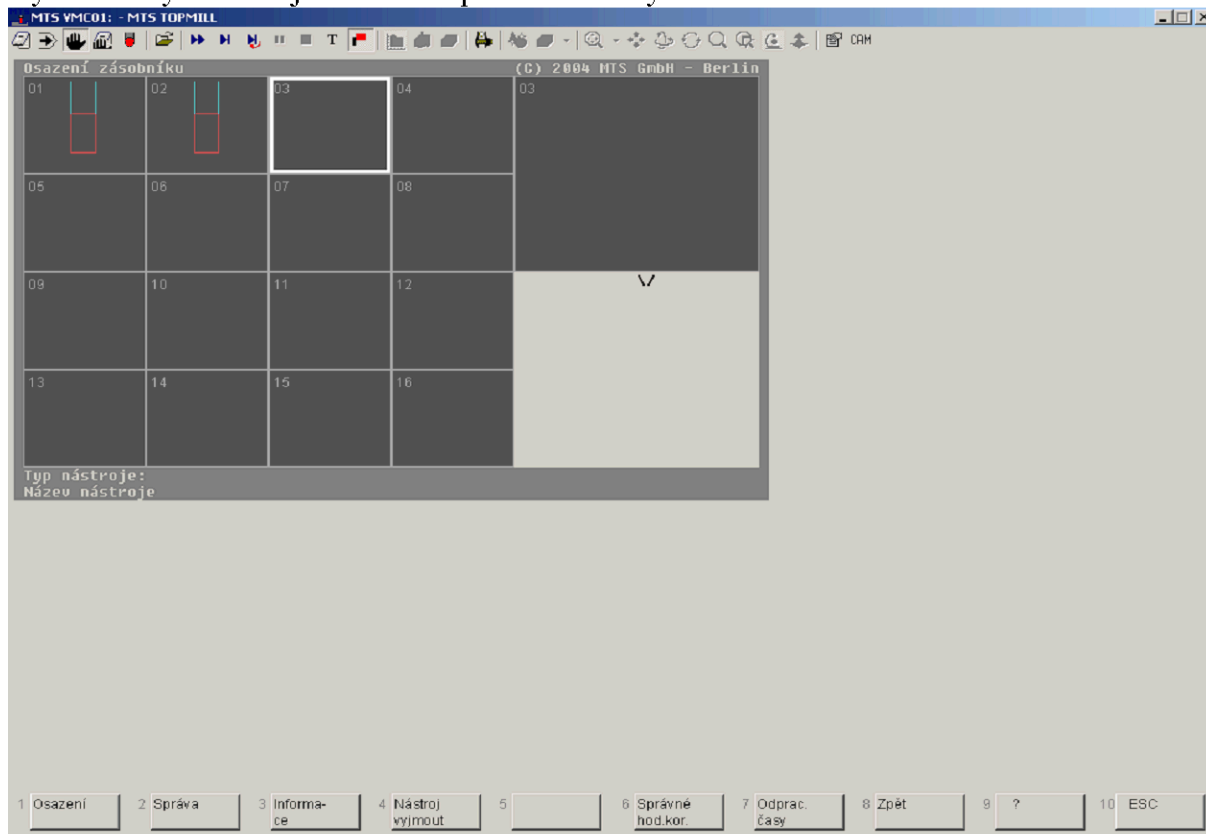 MTS VMC01: - MTS TOPMILL
T CAM
Osazení zásobníku (C) 2004 MTS GmbH - Berlin
01 02 03 04 03
05 06 07 08
09 10 11 12
13 14 15 16
Typ nástroje:
Název nástroje
1 Osazení 2 Správa 3 Informa- 4 Nástroj 5 6 Správné 7 Odprac. 8 Zpět 9 ? 10 ESC
ce vyjmout hod.kor. časy